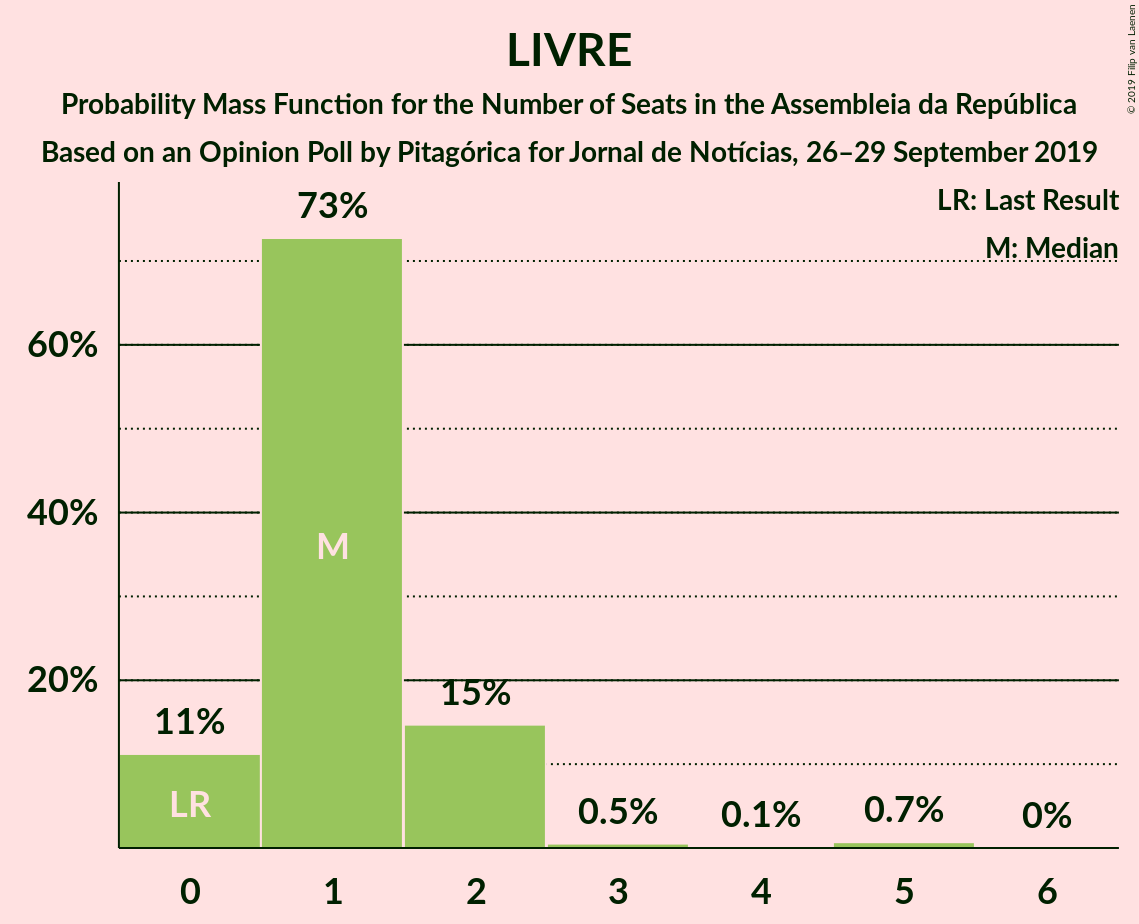 LIVRE
Probability Mass Function for the Number of Seats in the Assembleia da República
Based on an Opinion Poll by Pitagórica for Jornal de Notícias, 26–29 September 2019
© 2019 Filip van Laenen
LR: Last Result
M: Median
73%
60%
40%
M
20%
15%
11%
LR
0.5%
0.1%
0.7%
0%
0 1 2 3 4 5 6